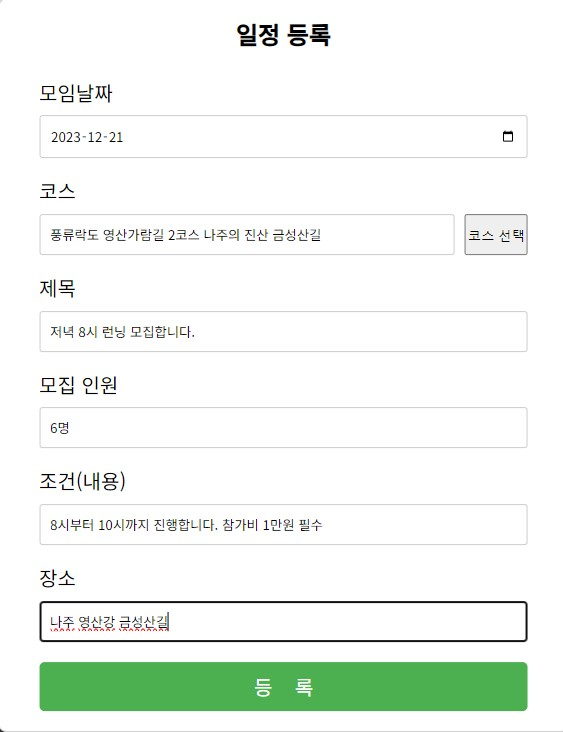 일정 등록
모임날짜
2023-12-21
코스
풍류락도 영산가람길 2코스 나주의 진산 금성산길
코스 선택
제목
저녁 8시 런닝 모집합니다.
모집 인원
6명
조건(내용)
8시부터 10시까지 진행합니다. 참가비 1만원 필수
장소
나주 영산강 금성산길
등 록